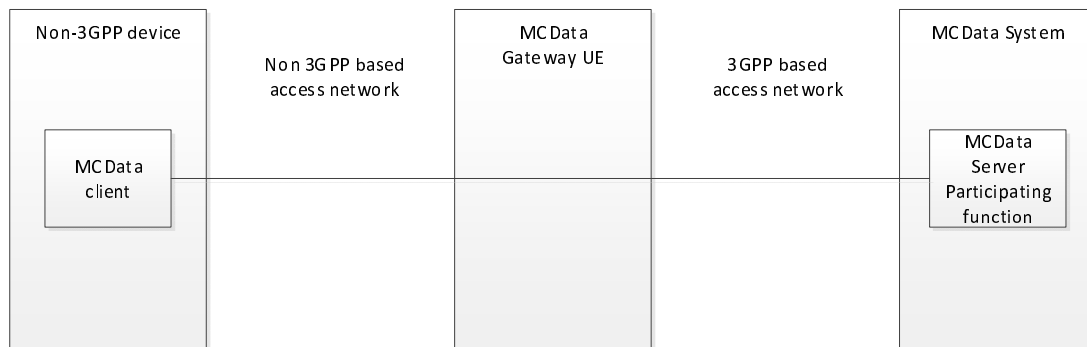 Non-3GPP device
MCData
client
Non 3GPP based
access network
MCData
Gateway UE
3GPP based
access network
MCData System
MCData
Server
Participating
function